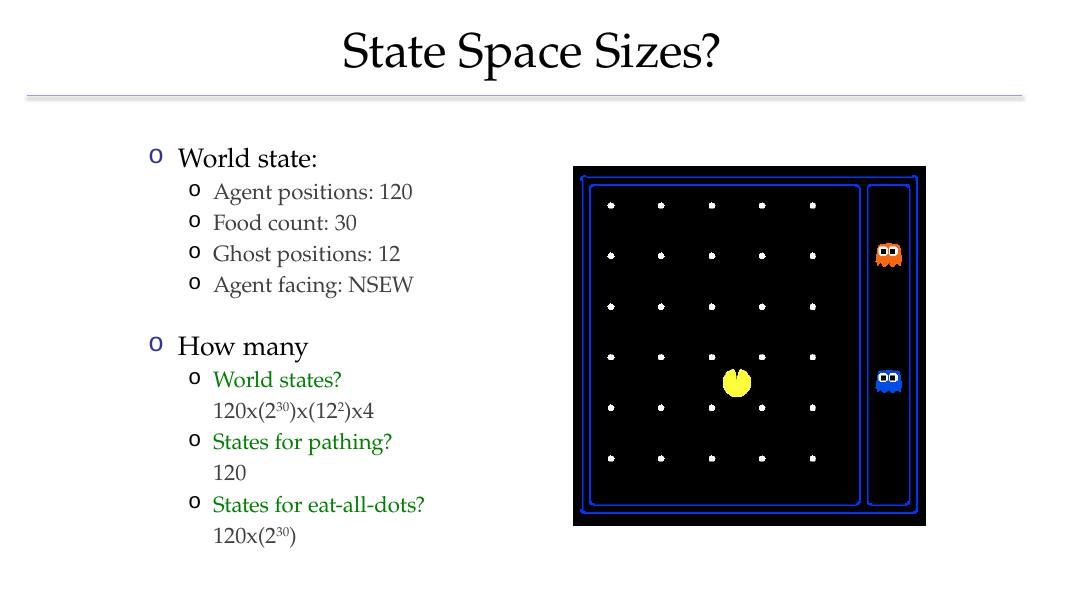 State Space Sizes?
o World state:
o Agent positions: 120
o Food count: 30
o Ghost positions: 12
o Agent facing: NSEW
o How many
o World states?
120x(2³⁰)x(12²)x4
o States for pathing?
120
o States for eat-all-dots?
120x(2³⁰)